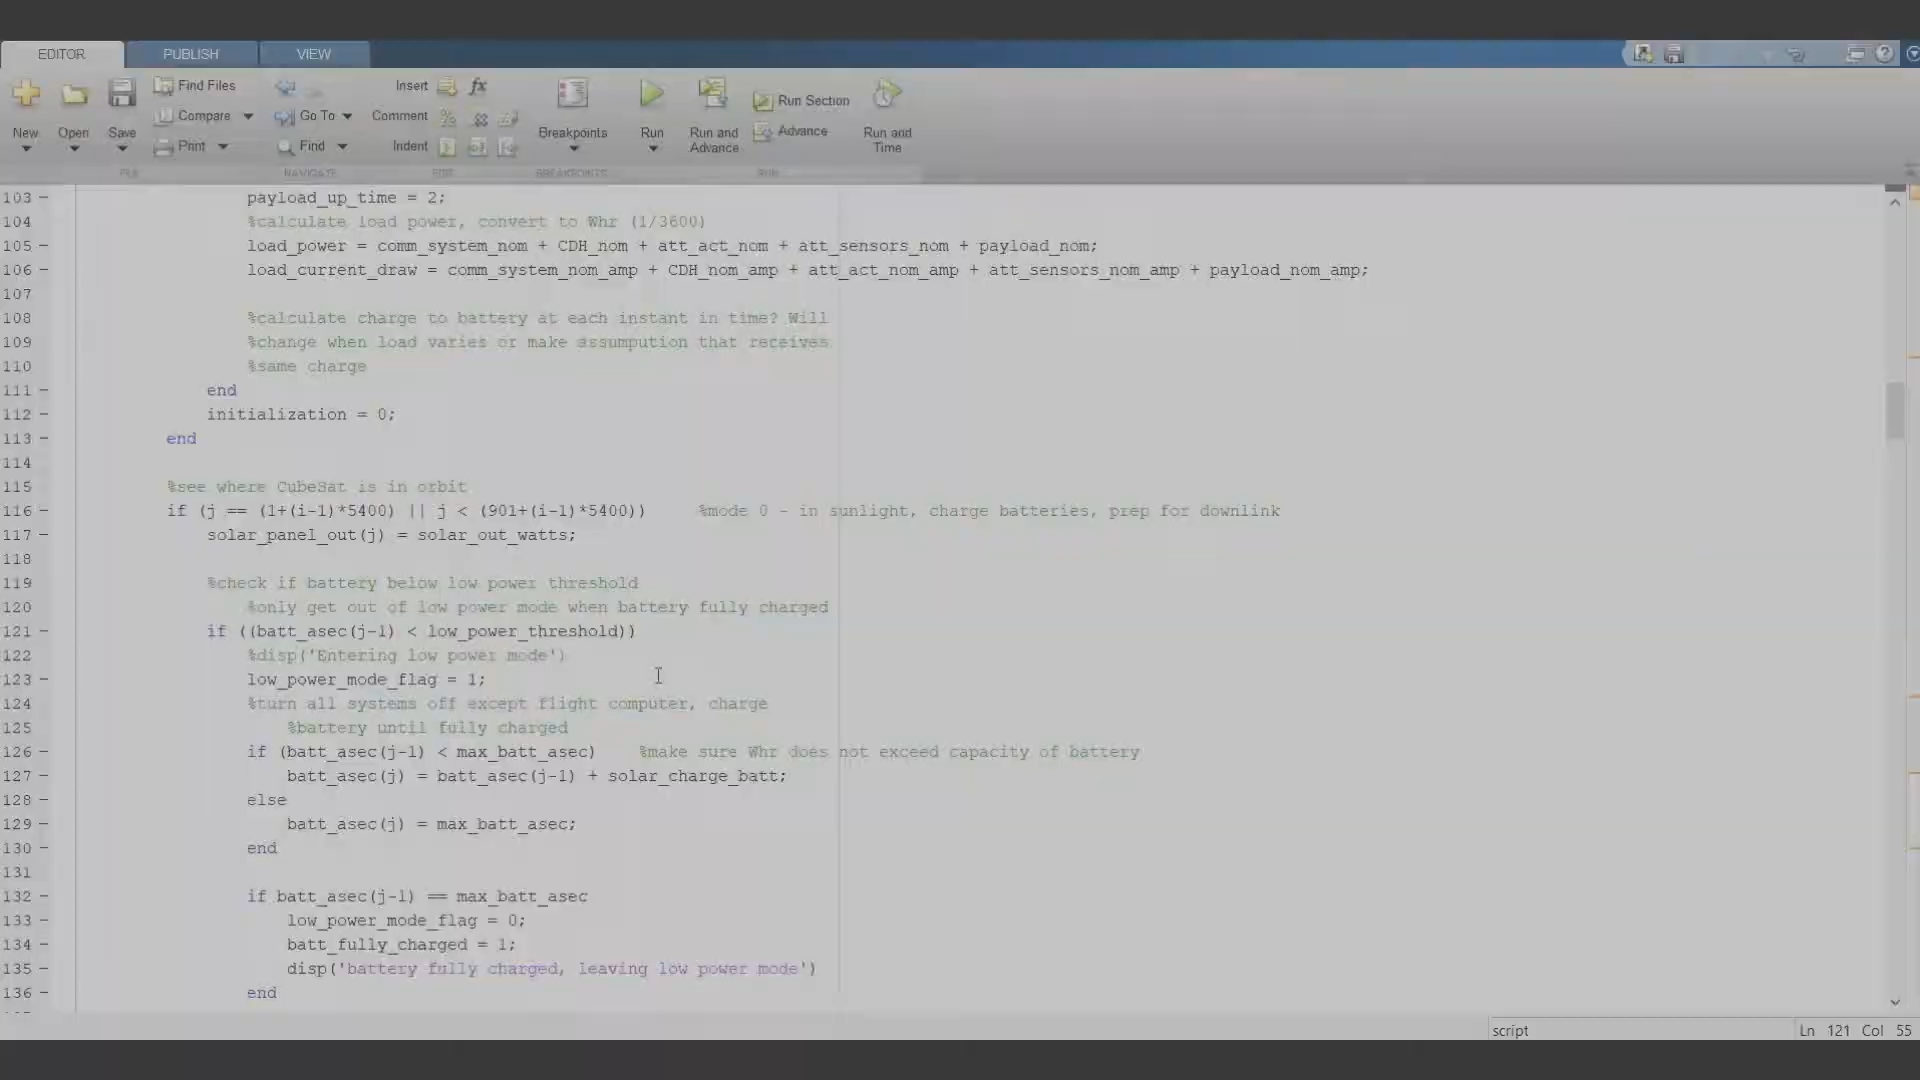 EDITOR PUBLISH VIEW
New Open Save Find Files Compare Print
Go To Find
Insert Comment Indent
Breakpoints
Run Run and Advance Run Section Advance Run and Time
FILE NAVIGATE EDIT BREAKPOINTS RUN
103 payload_up_time = 2;
104 %calculate load power, convert to Whr (1/3600)
105 load_power = comm_system_nom + CDH_nom + att_act_nom + att_sensors_nom + payload_nom;
106 load_current_draw = comm_system_nom_amp + CDH_nom_amp + att_act_nom_amp + att_sensors_nom_amp + payload_nom_amp;
107
108 %calculate charge to battery at each instant in time? Will
109 %change when load varies or make assumpution that receives
110 %same charge
111 end
112 initialization = 0;
113 end
114
115 %see where CubeSat is in orbit
116 if (j == (1+(i-1)*5400) || j < (901+(i-1)*5400)) %mode 0 - in sunlight, charge batteries, prep for downlink
117 solar_panel_out(j) = solar_out_watts;
118
119 %check if battery below low power threshold
120 %only get out of low power mode when battery fully charged
121 if ((batt_asec(j-1) < low_power_threshold))
122 %disp('Entering low power mode')
123 low_power_mode_flag = 1;
124 %turn all systems off except flight computer, charge
125 %battery until fully charged
126 if (batt_asec(j-1) < max_batt_asec) %make sure Whr does not exceed capacity of battery
127 batt_asec(j) = batt_asec(j-1) + solar_charge_batt;
128 else
129 batt_asec(j) = max_batt_asec;
130 end
131
132 if batt_asec(j-1) == max_batt_asec
133 low_power_mode_flag = 0;
134 batt_fully_charged = 1;
135 disp('battery fully charged, leaving low power mode')
136 end
script Ln 121 Col 55